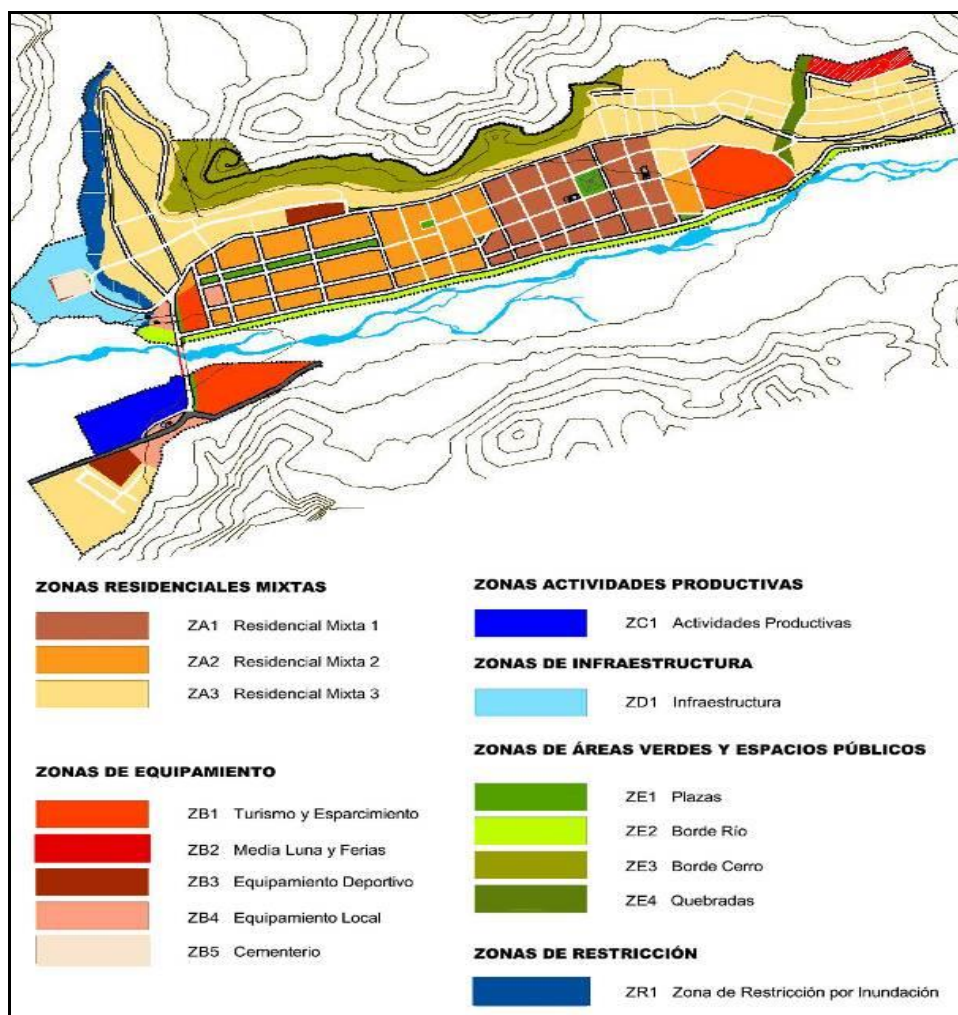 ZONAS RESIDENCIALES MIXTAS
ZA1 Residencial Mixta 1
ZA2 Residencial Mixta 2
ZA3 Residencial Mixta 3
ZONAS DE EQUIPAMIENTO
ZB1 Turismo y Esparcimiento
ZB2 Media Luna y Ferias
ZB3 Equipamiento Deportivo
ZB4 Equipamiento Local
ZB5 Cementerio
ZONAS ACTIVIDADES PRODUCTIVAS
ZC1 Actividades Productivas
ZONAS DE INFRAESTRUCTURA
ZD1 Infraestructura
ZONAS DE ÁREAS VERDES Y ESPACIOS PÚBLICOS
ZE1 Plazas
ZE2 Borde Río
ZE3 Borde Cerro
ZE4 Quebradas
ZONAS DE RESTRICCIÓN
ZR1 Zona de Restricción por Inundación